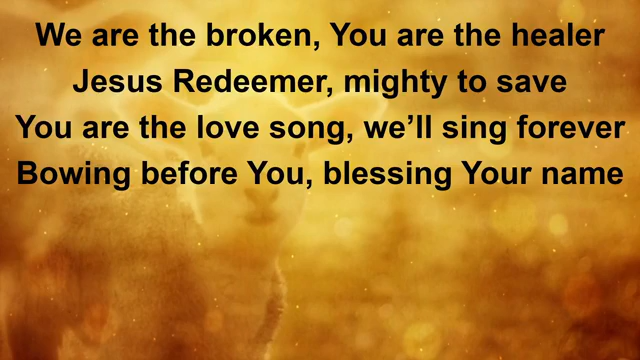 We are the broken, You are the healer
Jesus Redeemer, mighty to save
You are the love song, we’ll sing forever
Bowing before You, blessing Your name